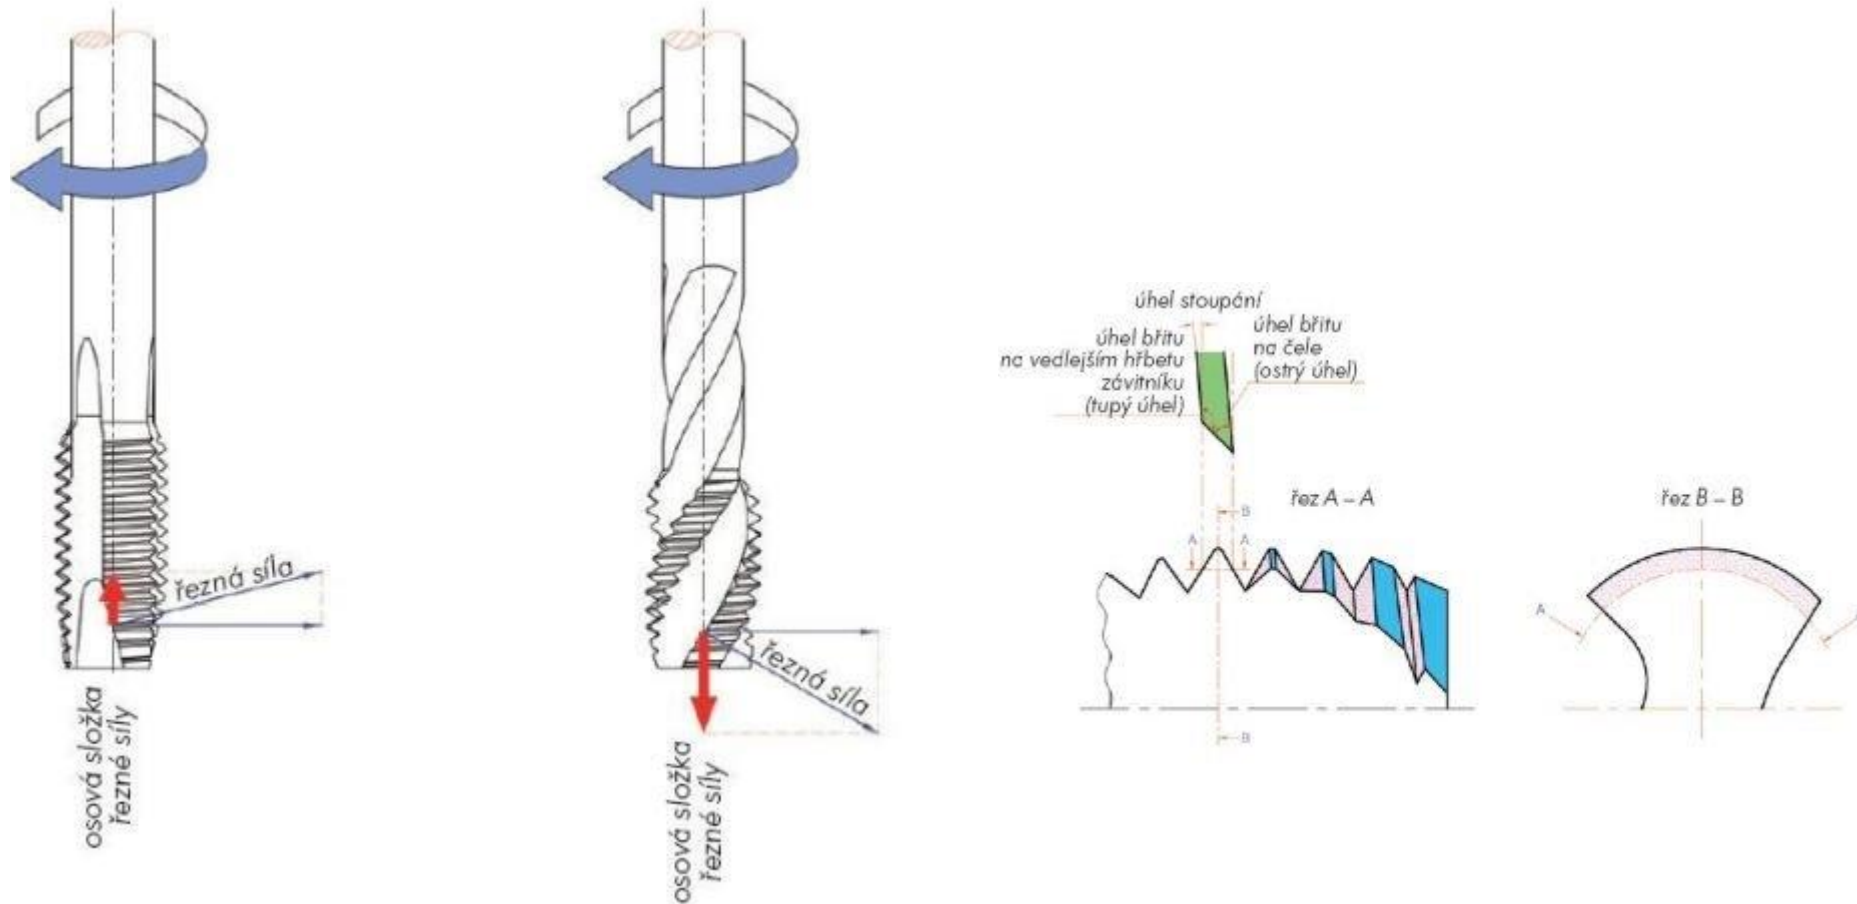 řezná síla
osová složka
řezné síly
řezná síla
osová složka
řezné síly
úhel stoupání
úhel břitu
na vedlejším hřbetu
závitníku
(tupý úhel)
úhel břitu
na čele
(ostrý úhel)
řez A – A
B
A
A
B
řez B – B
A